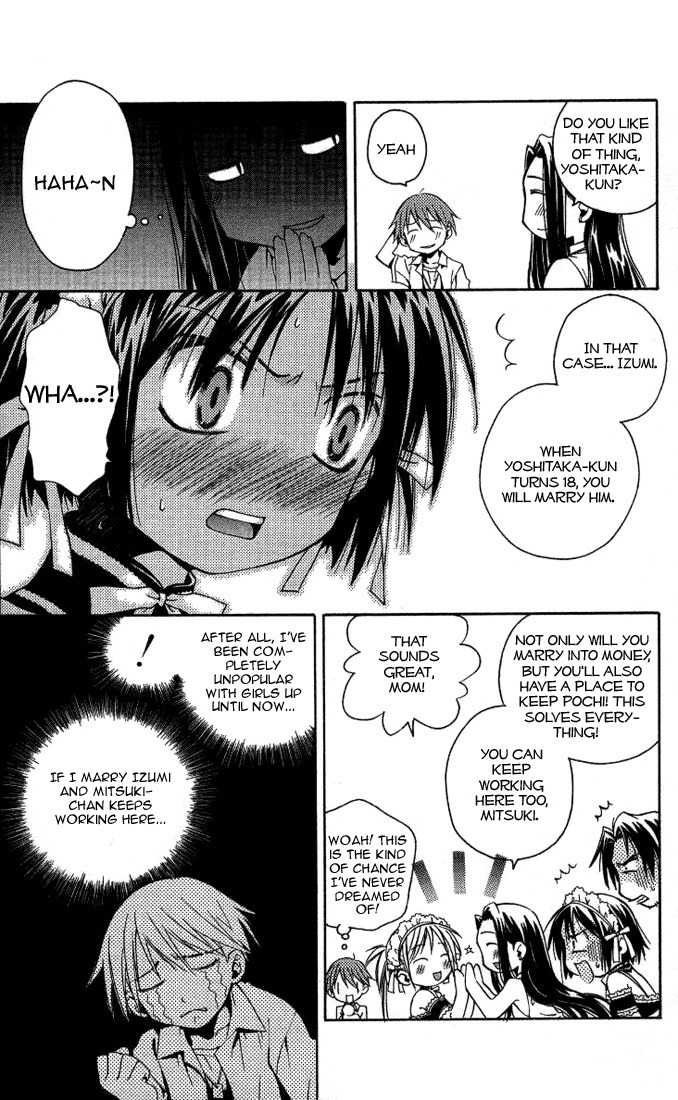 DO YOU LIKE
THAT KIND
OF THING,
YOSHITAKA-
KUN?
YEAH
HAHA~N
IN THAT
CASE... IZUMI.
WHEN
YOSHITAKA-KUN
TURNS 18, YOU
WILL MARRY HIM.
WHA...?!
NOT ONLY WILL YOU
MARRY INTO MONEY,
BUT YOU'LL ALSO
HAVE A PLACE TO
KEEP POCHI! THIS
SOLVES EVERY-
THING!
YOU CAN
KEEP
WORKING
HERE TOO,
MITSUKI.
THAT
SOUNDS
GREAT,
MOM!
WOAH! THIS
IS THE KIND
OF CHANCE
I'VE NEVER
DREAMED
OF!
AFTER ALL, I'VE
BEEN COM-
PLETELY
UNPOPULAR
WITH GIRLS UP
UNTIL NOW...
!
IF I MARRY IZUMI
AND MITSUKI-
CHAN KEEPS
WORKING HERE...